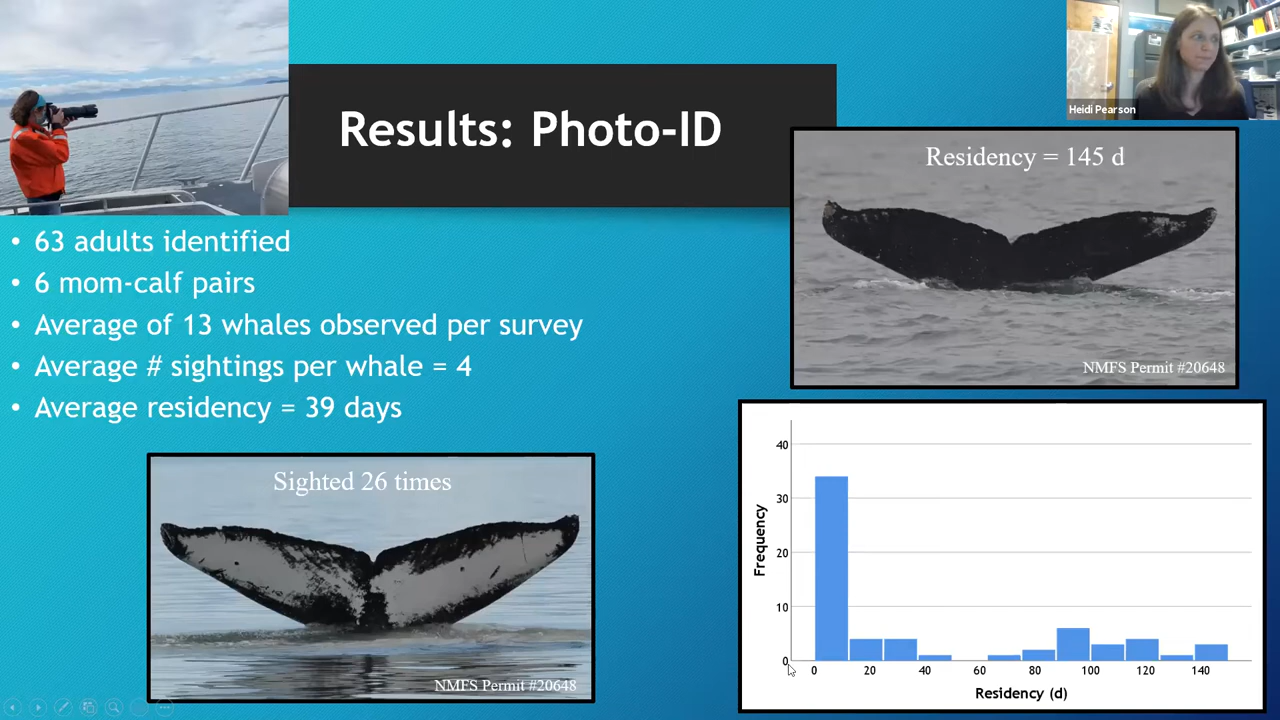 Heidi Pearson
Results: Photo-ID
• 63 adults identified
• 6 mom-calf pairs
• Average of 13 whales observed per survey
• Average # sightings per whale = 4
• Average residency = 39 days
Residency = 145 d
NMFS Permit #20648
Sighted 26 times
NMFS Permit #20648
Frequency
40
30
20
10
0
0 20 40 60 80 100 120 140
Residency (d)